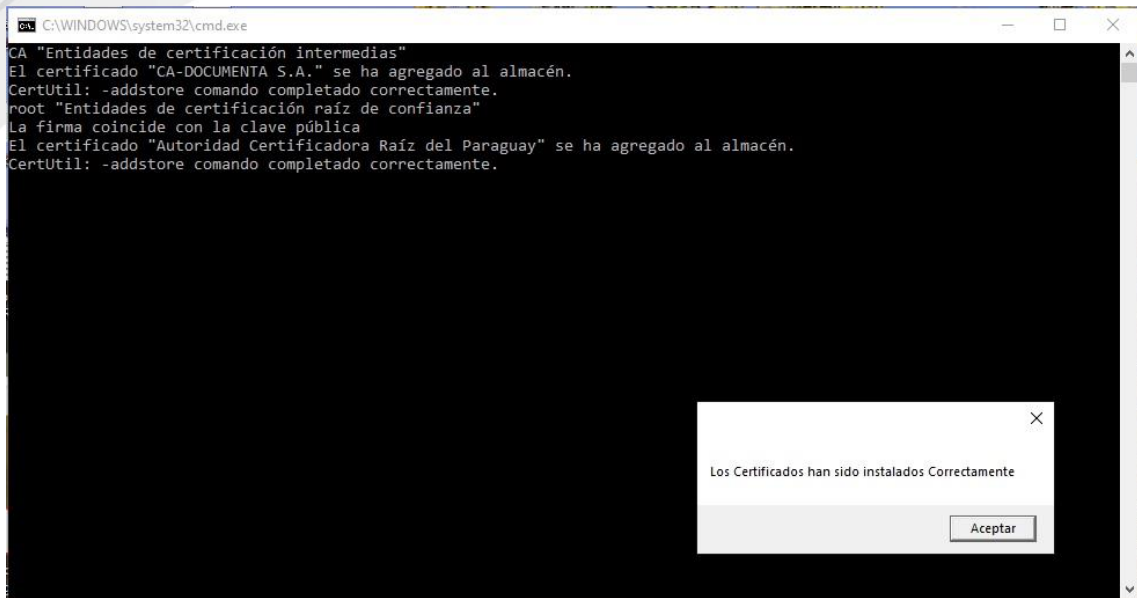 C:\WINDOWS\system32\cmd.exe
CA "Entidades de certificación intermedias"
El certificado "CA-DOCUMENTA S.A." se ha agregado al almacén.
CertUtil: -addstore comando completado correctamente.
root "Entidades de certificación raíz de confianza"
La firma coincide con la clave pública
El certificado "Autoridad Certificadora Raíz del Paraguay" se ha agregado al almacén.
CertUtil: -addstore comando completado correctamente.
Los Certificados han sido instalados Correctamente
Aceptar